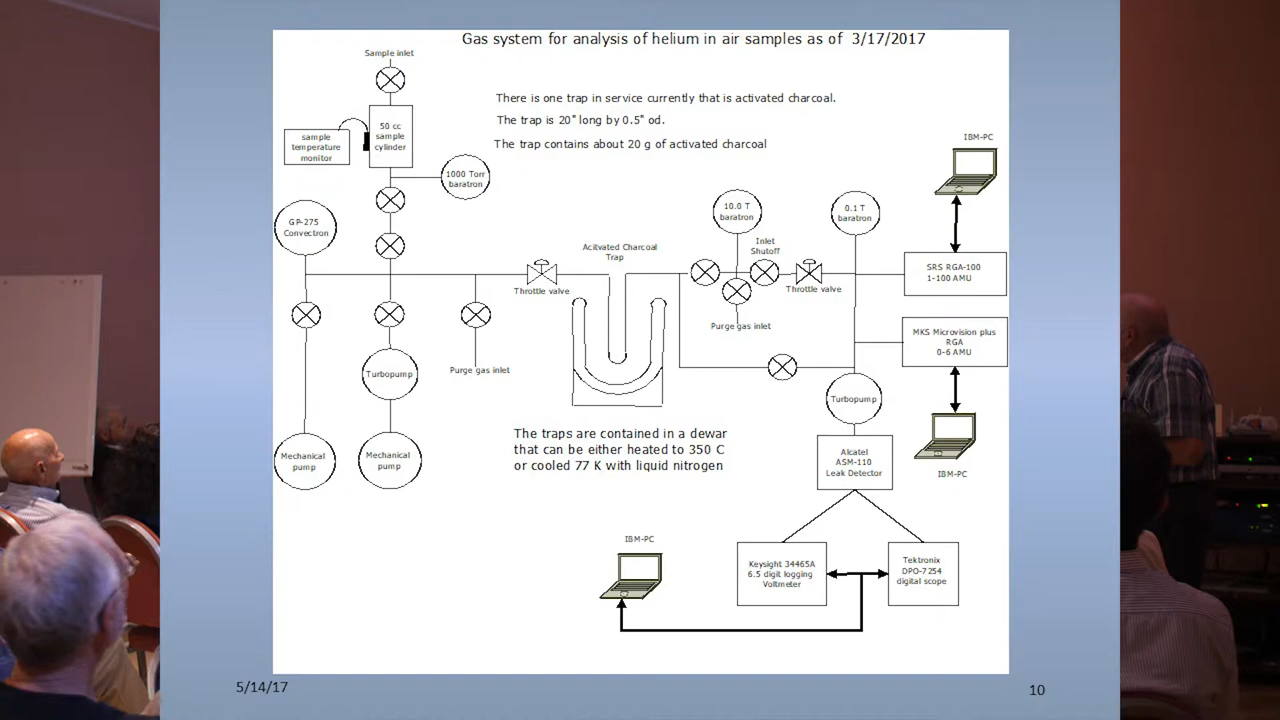 Gas system for analysis of helium in air samples as of 3/17/2017
Sample inlet
There is one trap in service currently that is activated charcoal.
The trap is 20" long by 0.5" od.
The trap contains about 20 g of activated charcoal
sample
temperature
monitor
50 cc
sample
cylinder
1000 Torr
baratron
GP-275
Convectron
Throttle valve
Acitvated Charcoal
Trap
10.0 T
baratron
Inlet
Shutoff
0.1 T
baratron
Throttle valve
Purge gas inlet
IBM-PC
SRS RGA-100
1-100 AMU
MKS Microvision plus
RGA
0-6 AMU
Turbopump
Purge gas inlet
Turbopump
Mechanical
pump
Mechanical
pump
The traps are contained in a dewar
that can be either heated to 350 C
or cooled 77 K with liquid nitrogen
Alcatel
ASM-110
Leak Detector
IBM-PC
IBM-PC
Keysight 34465A
6.5 digit logging
Voltmeter
Tektronix
DPO-7254
digital scope
5/14/17
10